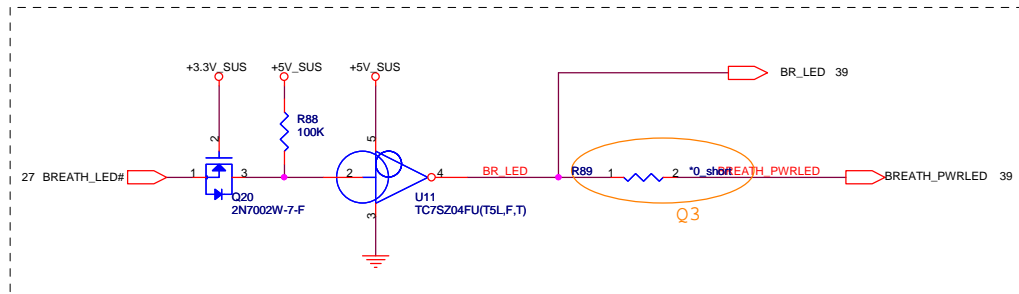 +3.3V_SUS
+5V_SUS
+5V_SUS
BR_LED 39
2
R88
100K
5
27 BREATH_LED#
1
3
2
4
BR_LED
R89
1
2
*0_short
BREATH_PWRLED
BREATH_PWRLED 39
Q20
2N7002W-7-F
3
U11
TC7SZ04FU(T5L,F,T)
Q3